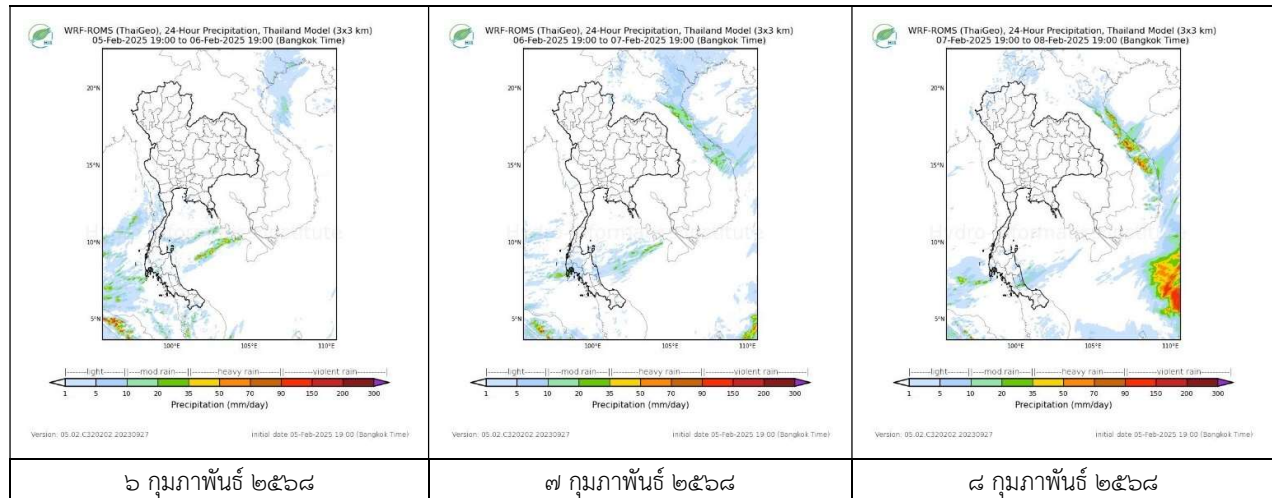 WRF-ROMS (ThaiGeo), 24-Hour Precipitation, Thailand Model (3x3 km)
05-Feb-2025 19:00 to 06-Feb-2025 19:00 (Bangkok Time)
20°N
15°N
10°N
5°N
100°E 105°E 110°E
|--------light--------||----mod rain----||--------heavy rain--------||--------violent rain--------|
1 5 10 20 35 50 70 90 150 200 300
Precipitation (mm/day)
Version: 05.02.C320202.20230927 initial date 05-Feb-2025 19:00 (Bangkok Time)
๖ กุมภาพันธ์ ๒๕๖๘
WRF-ROMS (ThaiGeo), 24-Hour Precipitation, Thailand Model (3x3 km)
06-Feb-2025 19:00 to 07-Feb-2025 19:00 (Bangkok Time)
20°N
15°N
10°N
5°N
100°E 105°E 110°E
|--------light--------||----mod rain----||--------heavy rain--------||--------violent rain--------|
1 5 10 20 35 50 70 90 150 200 300
Precipitation (mm/day)
Version: 05.02.C320202.20230927 initial date 05-Feb-2025 19:00 (Bangkok Time)
๗ กุมภาพันธ์ ๒๕๖๘
WRF-ROMS (ThaiGeo), 24-Hour Precipitation, Thailand Model (3x3 km)
07-Feb-2025 19:00 to 08-Feb-2025 19:00 (Bangkok Time)
20°N
15°N
10°N
5°N
100°E 105°E 110°E
|--------light--------||----mod rain----||--------heavy rain--------||--------violent rain--------|
1 5 10 20 35 50 70 90 150 200 300
Precipitation (mm/day)
Version: 05.02.C320202.20230927 initial date 05-Feb-2025 19:00 (Bangkok Time)
๘ กุมภาพันธ์ ๒๕๖๘